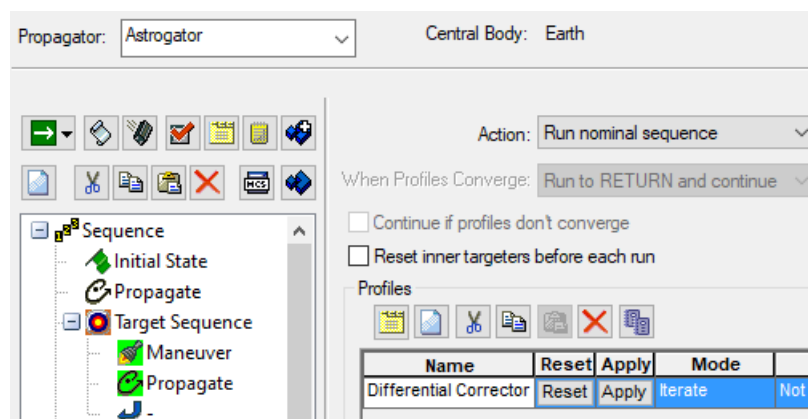 Propagator: Astrogator Central Body: Earth
Action: Run nominal sequence
MCS
When Profiles Converge: Run to RETURN and continue
Continue if profiles don't converge
Reset inner targeters before each run
Profiles
Name Reset Apply Mode
Differential Corrector Reset Apply Iterate Not
Sequence
Initial State
Propagate
Target Sequence
Maneuver
Propagate
-